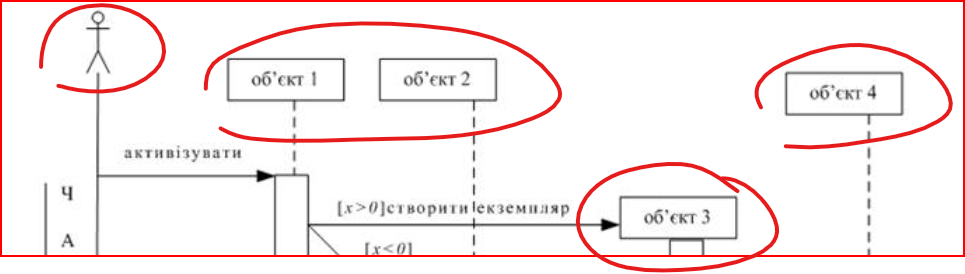 об’єкт 1
об’єкт 2
об’єкт 4
активізувати
Ч
[x>0]створити екземпляр
об’єкт 3
А
[x<0]